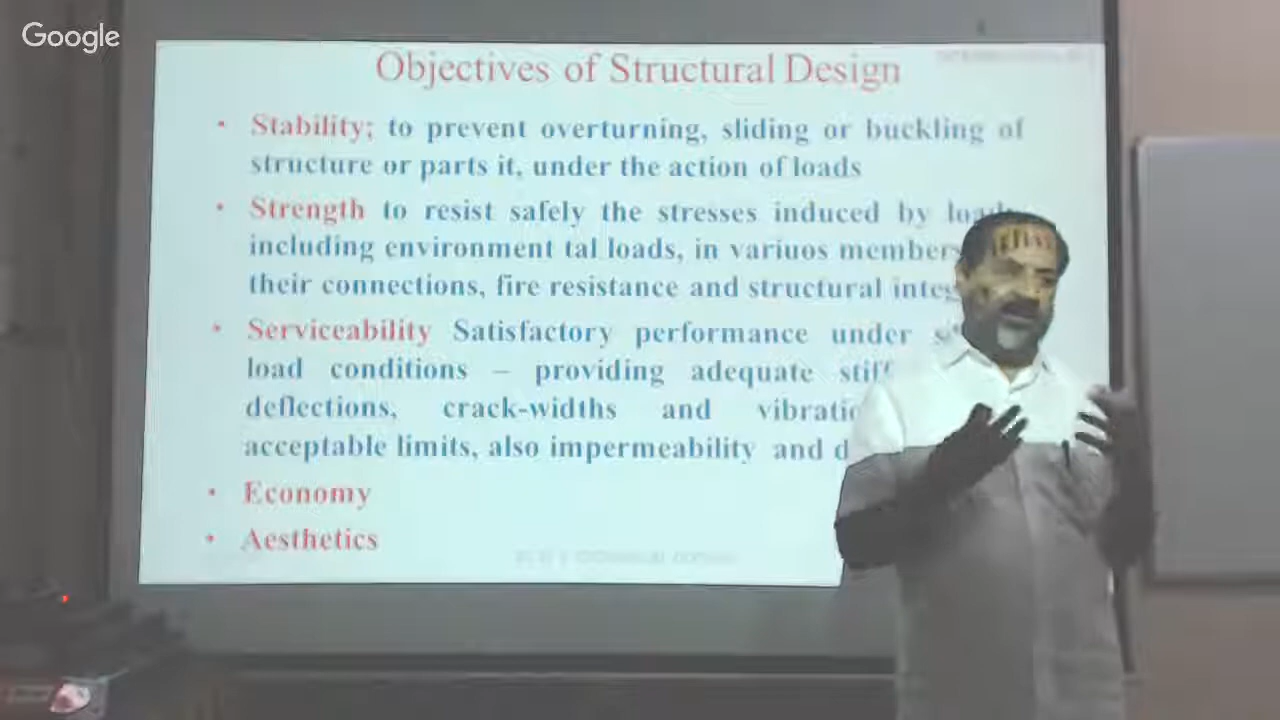 Google
Objectives of Structural Design
• Stability; to prevent overturning, sliding or buckling of
structure or parts it, under the action of loads
• Strength to resist safely the stresses induced by
including environment tal loads, in variuos members
their connections, fire resistance and structural
• Serviceability Satisfactory performance under
load conditions – providing adequate
deflections, crack-widths and
acceptable limits, also impermeability and
• Economy
• Aesthetics